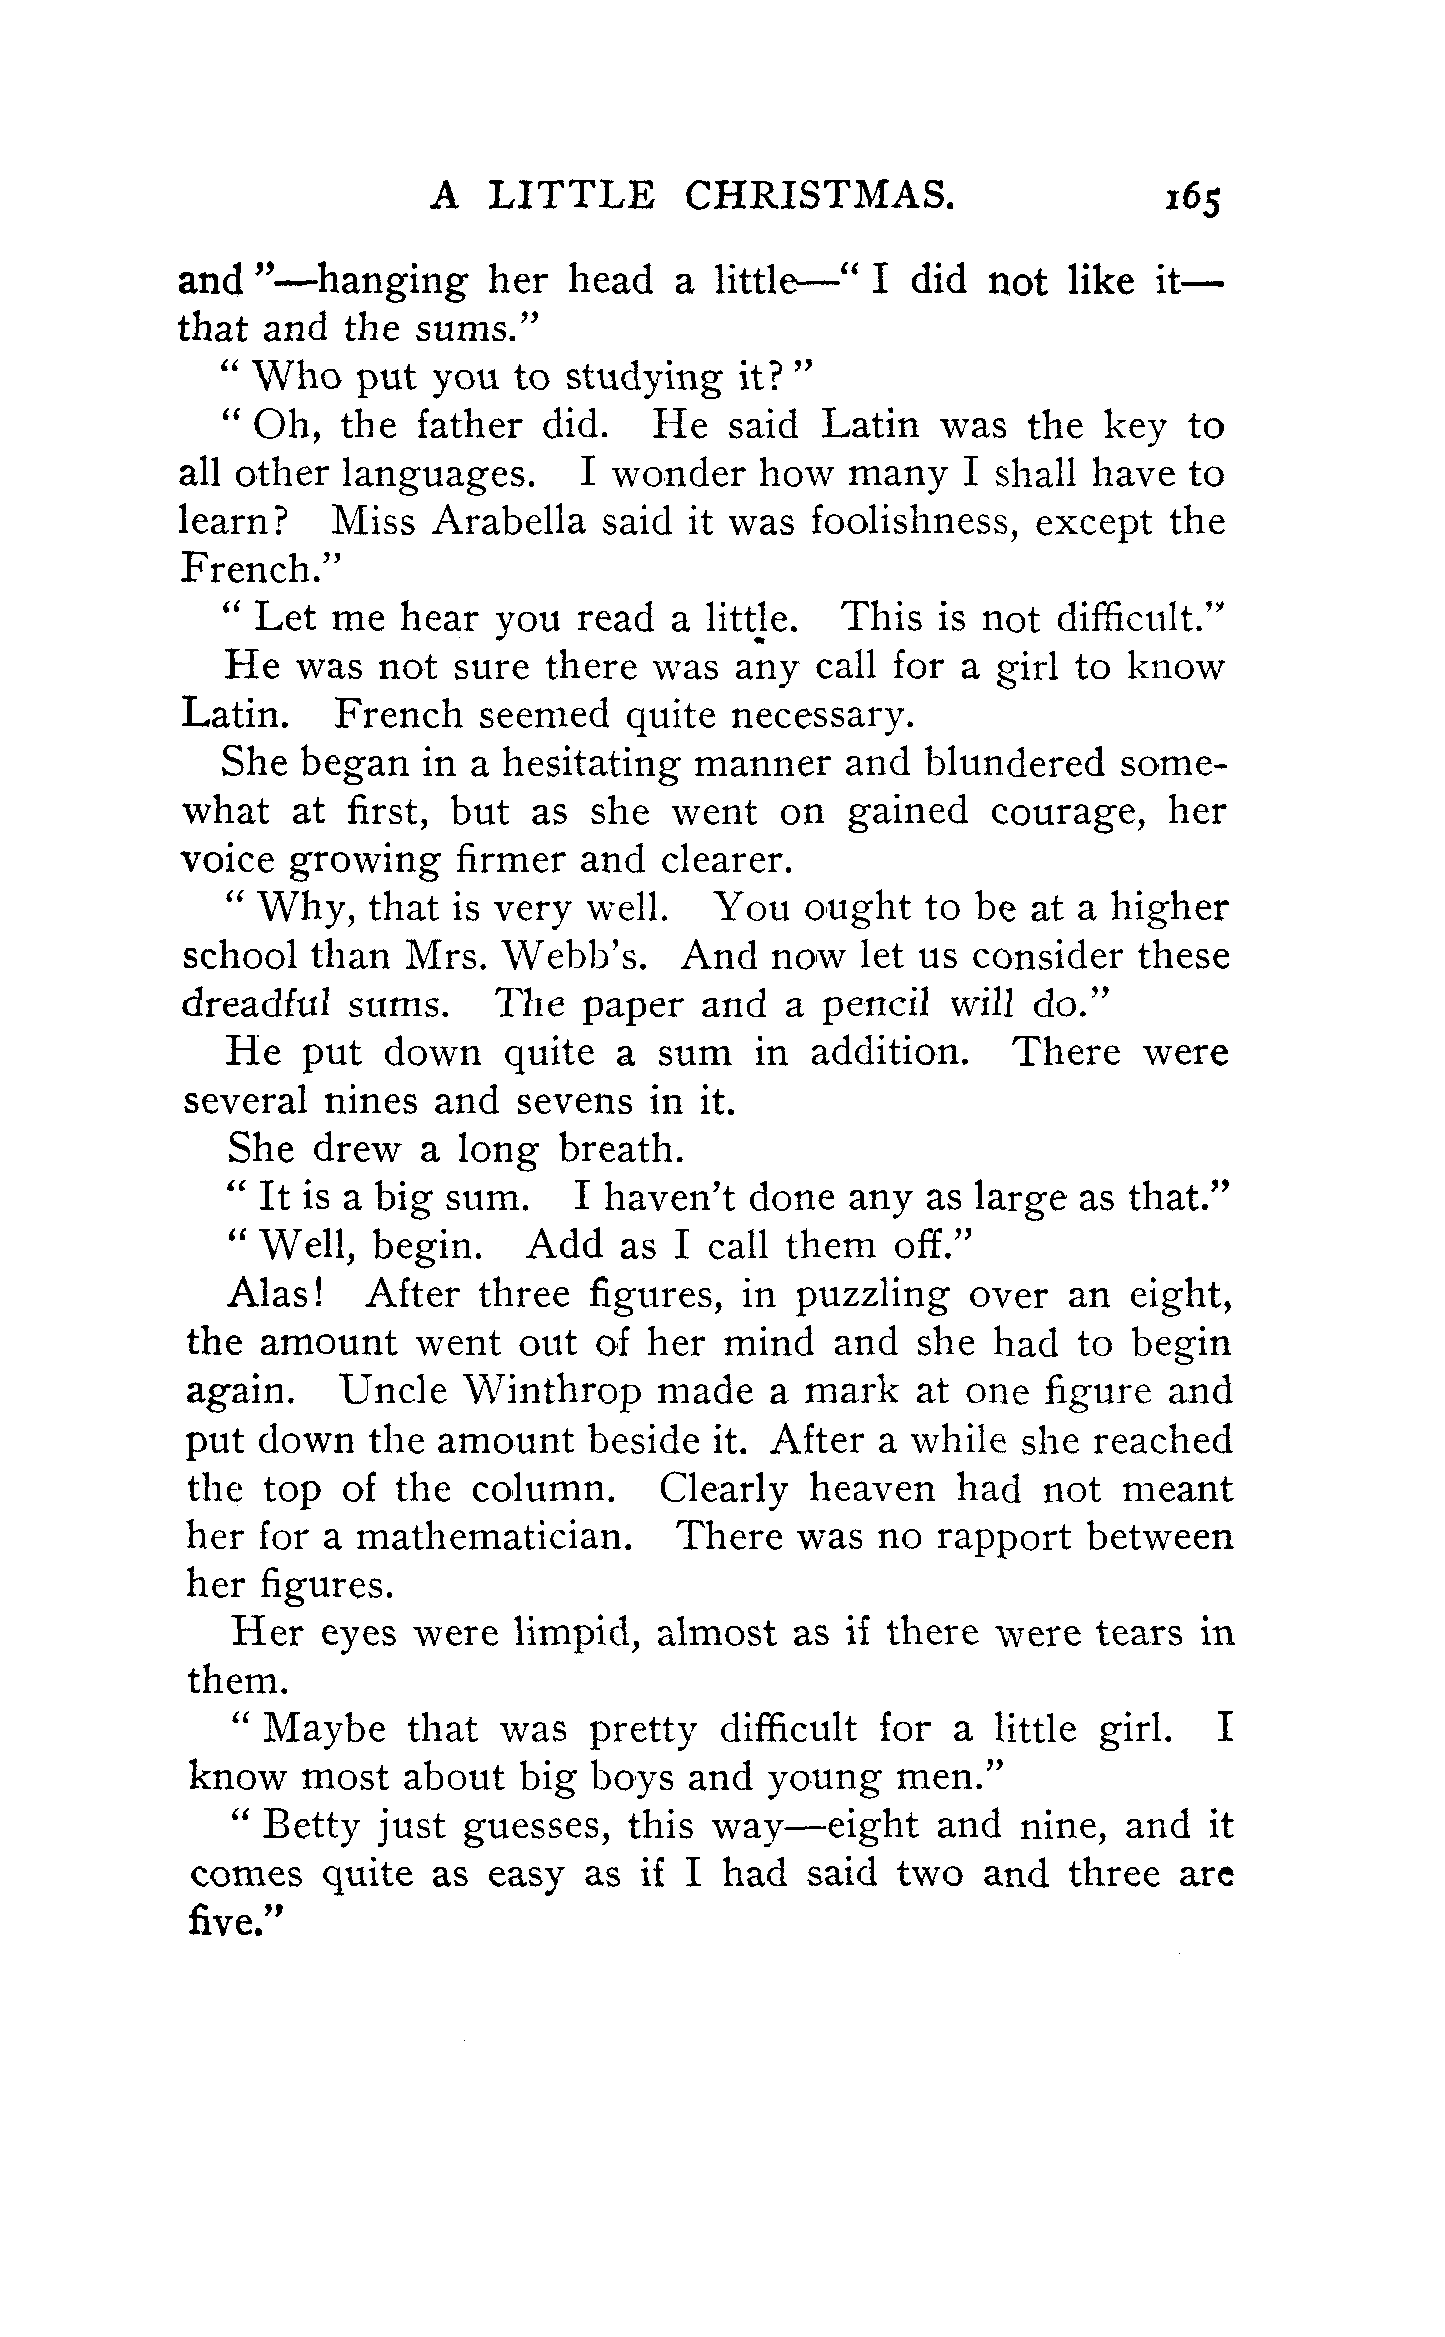 A LITTLE CHRISTMAS. 165
and "—hanging her head a little—" I did not like it—
that and the sums."
" Who put you to studying it? "
" Oh, the father did. He said Latin was the key to
all other languages. I wonder how many I shall have to
learn? Miss Arabella said it was foolishness, except the
French."
" Let me hear you read a little. This is not difficult."
He was not sure there was any call for a girl to know
Latin. French seemed quite necessary.
She began in a hesitating manner and blundered some-
what at first, but as she went on gained courage, her
voice growing firmer and clearer.
" Why, that is very well. You ought to be at a higher
school than Mrs. Webb's. And now let us consider these
dreadful sums. The paper and a pencil will do."
He put down quite a sum in addition. There were
several nines and sevens in it.
She drew a long breath.
" It is a big sum. I haven't done any as large as that."
" Well, begin. Add as I call them off."
Alas! After three figures, in puzzling over an eight,
the amount went out of her mind and she had to begin
again. Uncle Winthrop made a mark at one figure and
put down the amount beside it. After a while she reached
the top of the column. Clearly heaven had not meant
her for a mathematician. There was no rapport between
her figures.
Her eyes were limpid, almost as if there were tears in
them.
" Maybe that was pretty difficult for a little girl. I
know most about big boys and young men."
" Betty just guesses, this way—eight and nine, and it
comes quite as easy as if I had said two and three are
five."